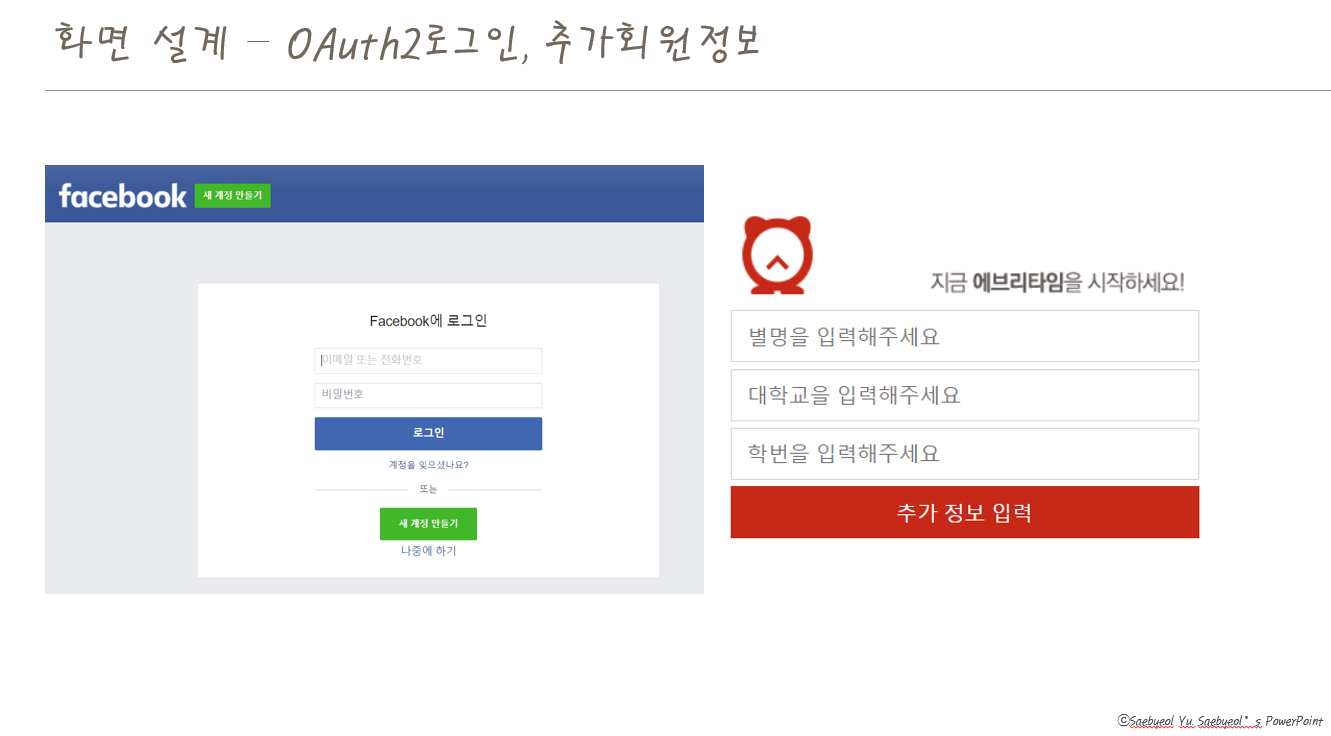 화면 설계 – OAuth2로그인, 추가회원정보
facebook 새 계정 만들기
Facebook에 로그인
이메일 또는 전화번호
비밀번호
로그인
계정을 잊으셨나요?
또는
새 계정 만들기
나중에 하기
지금 에브리타임을 시작하세요!
별명을 입력해주세요
대학교을 입력해주세요
학번을 입력해주세요
추가 정보 입력
ⓒSaebyeol Yu. Saebyeol’s PowerPoint